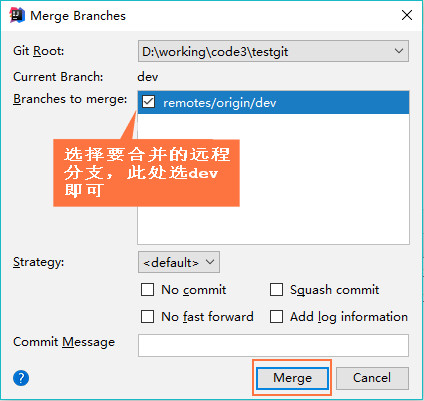 Merge Branches
Git Root: D:\working\code3\testgit
Current Branch: dev
Branches to merge: remotes/origin/dev
选择要合并的远程
分支，此处选dev
即可
Strategy: <default>
No commit Squash commit
No fast forward Add log information
Commit Message
? Merge Cancel